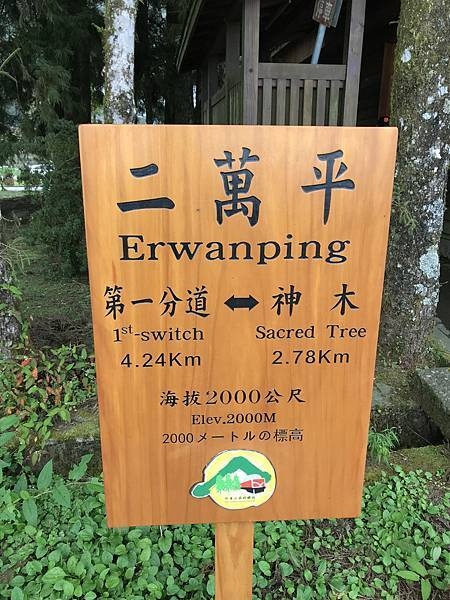 二萬平
Erwanping
第一分道 ↔ 神木
1st-switch Sacred Tree
4.24Km 2.78Km
海拔2000公尺
Elev.2000M
2000メートルの標高